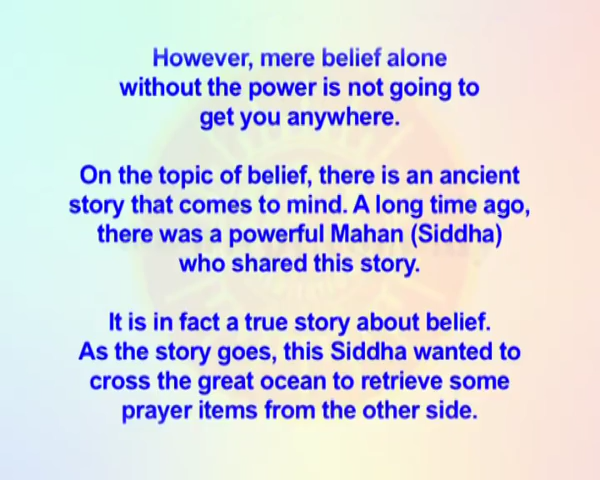 However, mere belief alone
without the power is not going to
get you anywhere.
On the topic of belief, there is an ancient
story that comes to mind. A long time ago,
there was a powerful Mahan (Siddha)
who shared this story.
It is in fact a true story about belief.
As the story goes, this Siddha wanted to
cross the great ocean to retrieve some
prayer items from the other side.